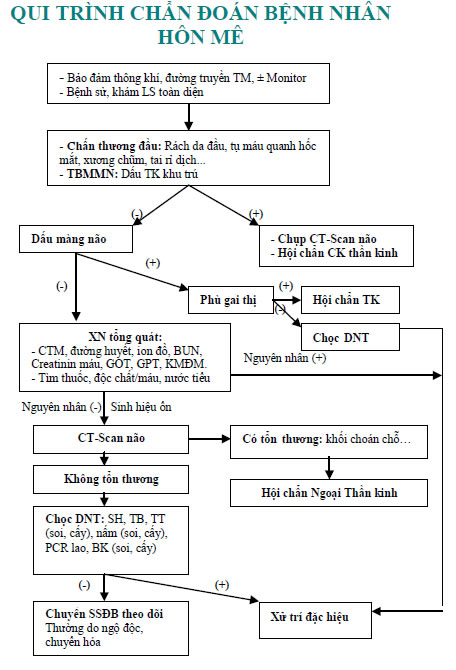 QUI TRÌNH CHẨN ĐOÁN BỆNH NHÂN
HÔN MÊ
- Bảo đảm thông khí, đường truyền TM, ± Monitor
- Bệnh sử, khám LS toàn diện
- Chấn thương đầu: Rách da đầu, tụ máu quanh hốc
mắt, xương chũm, tai rỉ dịch...
- TBMMN: Dấu TK khu trú
(-)
(+)
Dấu màng não
- Chụp CT-Scan não
- Hội chẩn CK thần kinh
(+)
(-)
Phù gai thị
(+)
Hội chẩn TK
(-)
Chọc DNT
XN tổng quát:
- CTM, đường huyết, ion đồ, BUN,
Creatinin máu, GOT, GPT, KMĐM.
- Tìm thuốc, độc chất/máu, nước tiểu
Nguyên nhân (+)
Nguyên nhân (-) Sinh hiệu ổn
CT-Scan não
Có tổn thương: khối choán chỗ…
Không tổn thương
Hội chẩn Ngoại Thần kinh
Chọc DNT: SH, TB, TT
(soi, cấy), nấm (soi, cấy),
PCR lao, BK (soi, cấy)
(-)
(+)
Chuyển SSĐB theo dõi
Thường do ngộ độc,
chuyển hóa
Xử trí đặc hiệu